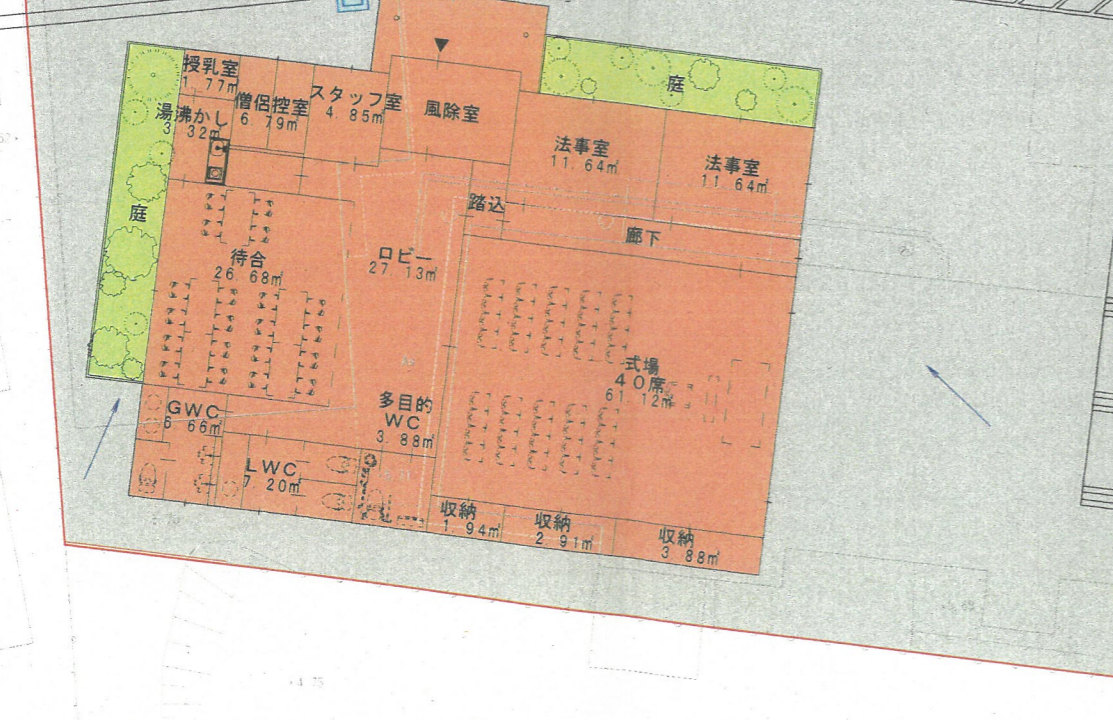 授乳室
1.77㎡
湯沸かし
3.32㎡
僧侶控室
6.79㎡
スタッフ室
4.85㎡
風除室
庭
法事室
11.64㎡
法事室
11.64㎡
踏込
廊下
庭
待合
26.68㎡
ロビー
27.13㎡
式場
40席
61.12㎡
多目的
WC
3.88㎡
GWC
6.66㎡
LWC
7.20㎡
収納
1.94㎡
収納
2.91㎡
収納
3.88㎡